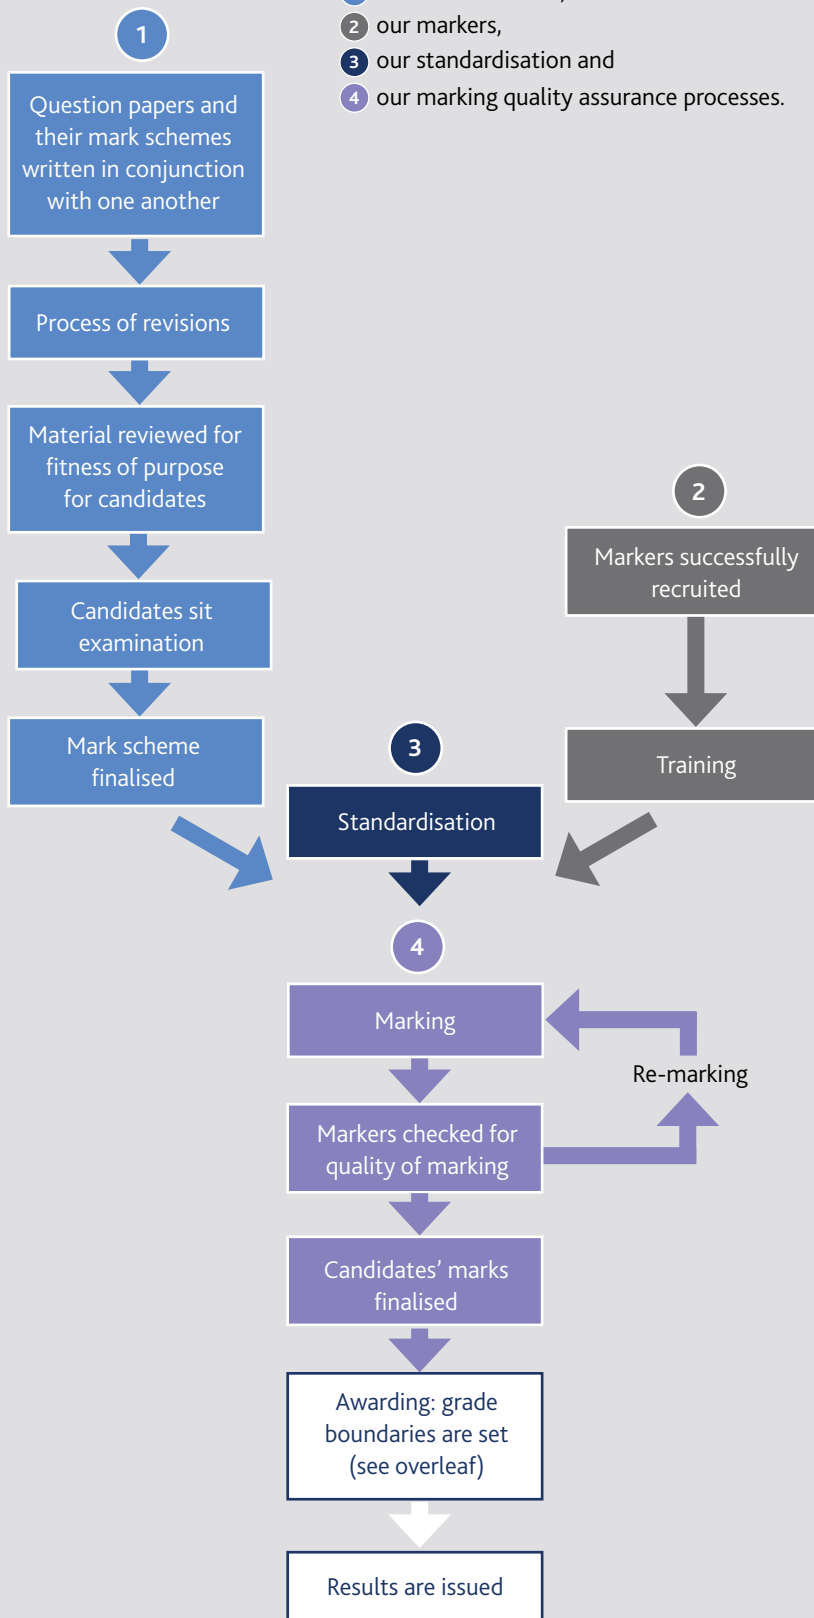 2 our markers,
3 our standardisation and
4 our marking quality assurance processes.
1
Question papers and
their mark schemes
written in conjunction
with one another
Process of revisions
Material reviewed for
fitness of purpose
for candidates
Candidates sit
examination
Mark scheme
finalised
2
Markers successfully
recruited
Training
3
Standardisation
4
Marking
Re-marking
Markers checked for
quality of marking
Candidates’ marks
finalised
Awarding: grade
boundaries are set
(see overleaf)
Results are issued